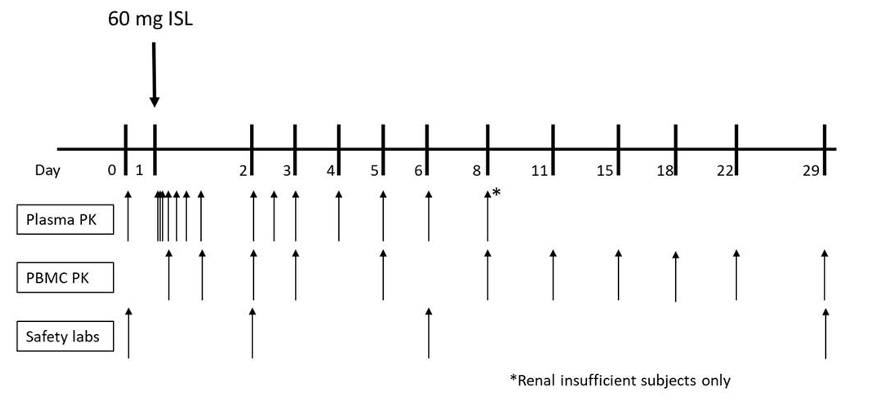 60 mg ISL
Day 0 1 2 3 4 5 6 8 11 15 18 22 29
Plasma PK *
PBMC PK
Safety labs
*Renal insufficient subjects only